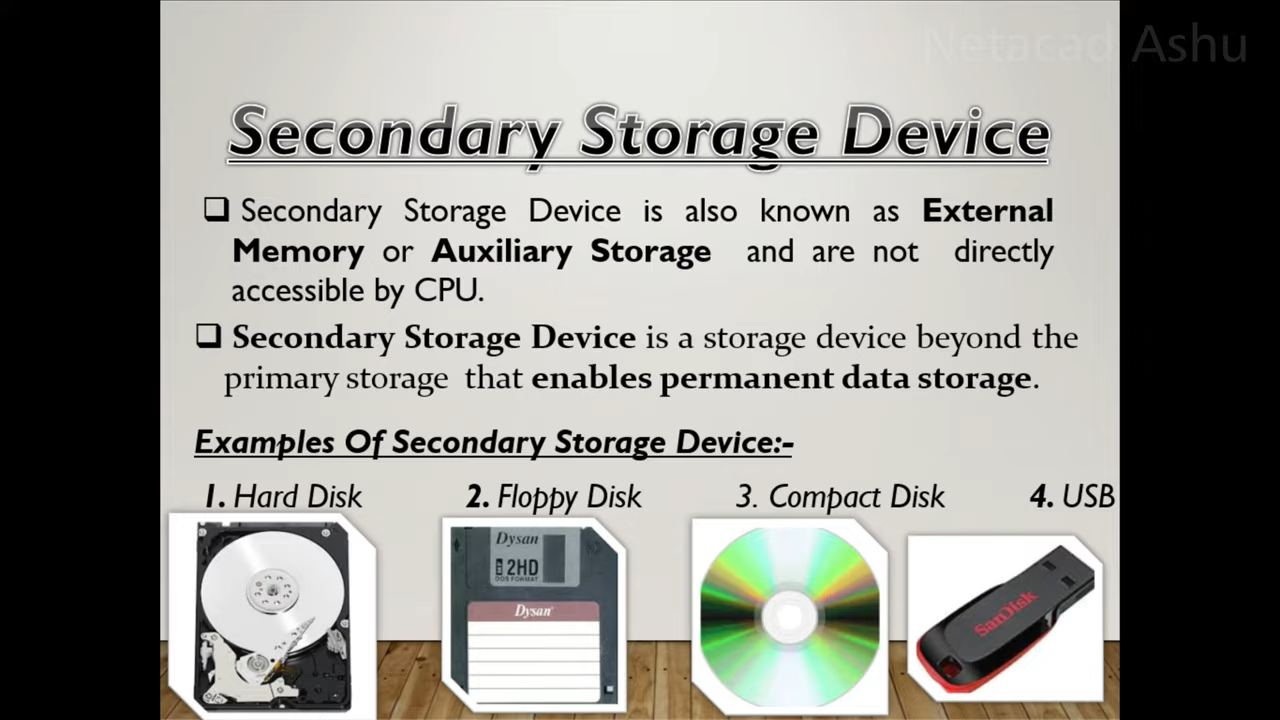 Netacad Ashu
Secondary Storage Device
❑ Secondary Storage Device is also known as External
Memory or Auxiliary Storage and are not directly
accessible by CPU.
❑ Secondary Storage Device is a storage device beyond the
primary storage that enables permanent data storage.
Examples Of Secondary Storage Device:-
1. Hard Disk 2. Floppy Disk 3. Compact Disk 4. USB
Dysan
2HD
DOS FORMAT
Dysan
SanDisk